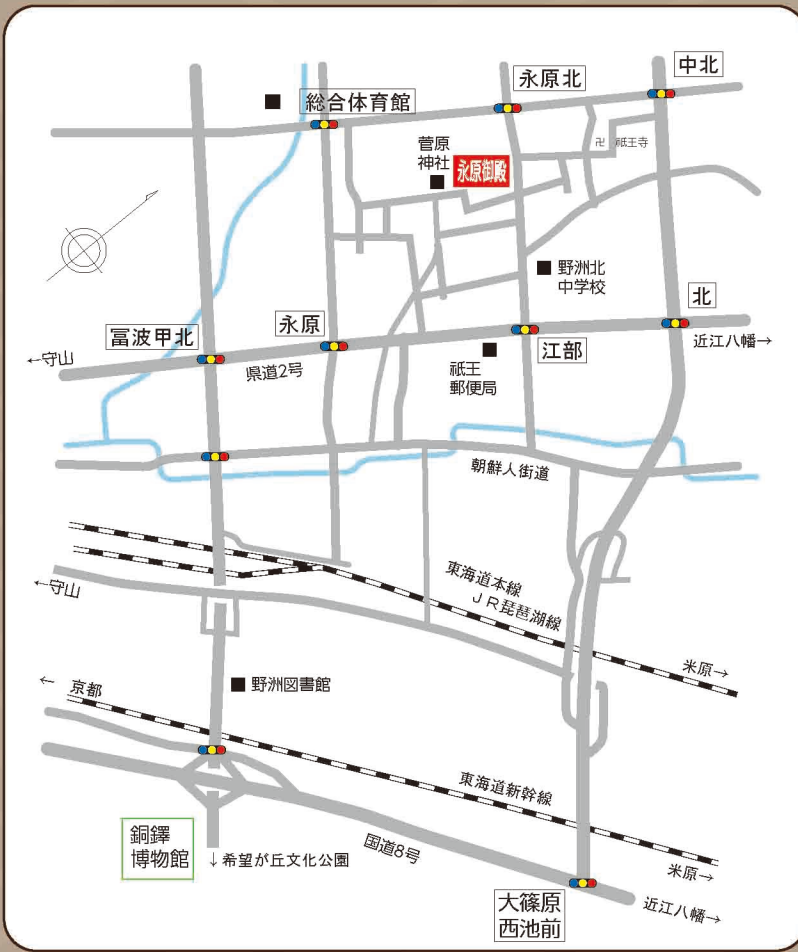 中北
永原北
総合体育館
卍 祇王寺
菅原
神社
永原御殿
野洲北
中学校
北
永原
冨波甲北
江部
近江八幡→
←守山
県道2号
祇王
郵便局
朝鮮人街道
東海道本線
JR琵琶湖線
←守山
米原→
野洲図書館
← 京都
東海道新幹線
銅鐸
博物館
↓希望が丘文化公園
国道8号
米原→
大篠原
西池前
近江八幡→